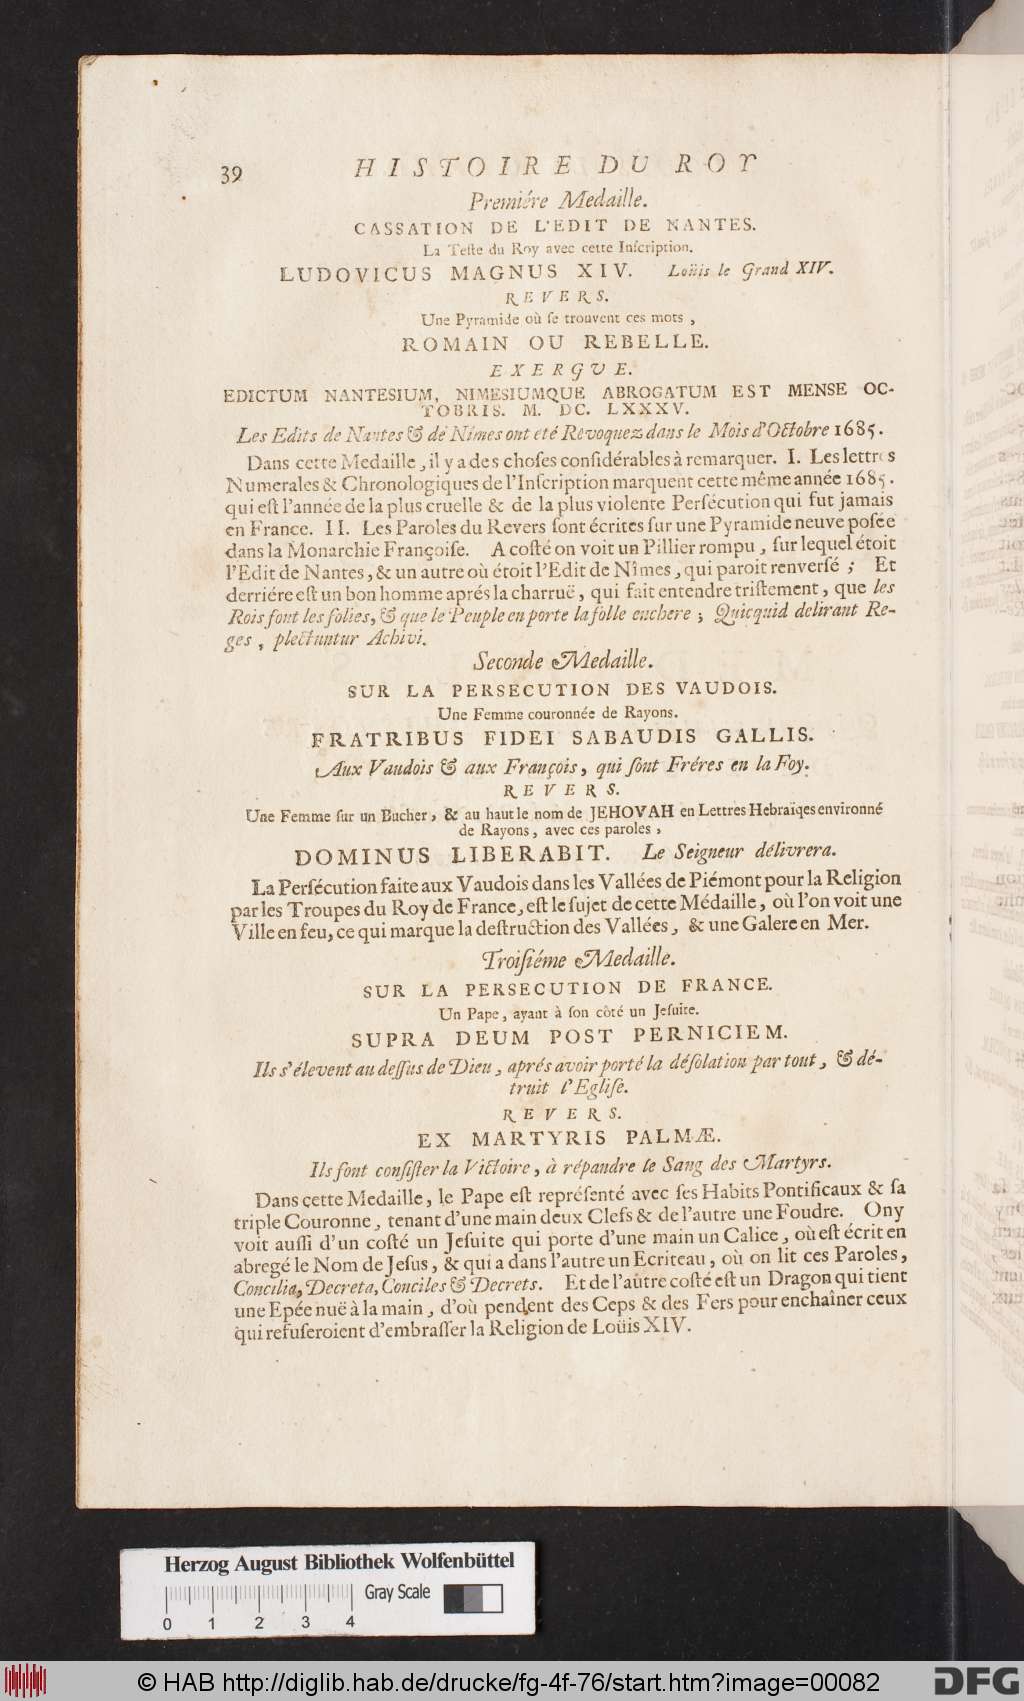 39 HISTOIRE DU ROY
Premiére Medaille.
CASSATION DE L'EDIT DE NANTES.
La Teſte du Roy avec cette Inſcription.
LUDOVICUS MAGNUS XIV. Loüis le Grand XIV.
REVERS.
Une Pyramide où ſe trouvent ces mots,
ROMAIN OU REBELLE.
EXERGUE.
EDICTUM NANTESIUM, NIMESIUMQUE ABROGATUM EST MENSE OC-
TOBRIS. M. DC. LXXXV.
Les Edits de Nantes & de Nîmes ont eté Revoquez dans le Mois d'Octobre 1685.
Dans cette Medaille, il y a des choſes conſidérables à remarquer. I. Les lettres
Numerales & Chronologiques de l'Inſcription marquent cette même année 1685.
qui eſt l'année de la plus cruelle & de la plus violente Perſécution qui fut jamais
en France. II. Les Paroles du Revers ſont écrites ſur une Pyramide neuve poſée
dans la Monarchie Françoiſe. A coſté on voit un Pillier rompu, ſur lequel étoit
l'Edit de Nantes, & un autre où étoit l'Edit de Nîmes, qui paroit renverſé; Et
derriére eſt un bon homme aprés la charruë, qui fait entendre triſtement, que les
Rois font les folies, & que le Peuple en porte la folle enchere; Quicquid delirant Re-
ges, plectuntur Achivi.
Seconde Medaille.
SUR LA PERSECUTION DES VAUDOIS.
Une Femme couronnée de Rayons.
FRATRIBUS FIDEI SABAUDIS GALLIS.
Aux Vaudois & aux François, qui ſont Fréres en la Foy.
REVERS.
Une Femme ſur un Bucher, & au haut le nom de JEHOVAH en Lettres Hebraïqes environné
de Rayons, avec ces paroles,
DOMINUS LIBERABIT. Le Seigneur délivrera.
La Perſécution faite aux Vaudois dans les Vallées de Piémont pour la Religion
par les Troupes du Roy de France, eſt le ſujet de cette Médaille, où l'on voit une
Ville en feu, ce qui marque la deſtruction des Vallées, & une Galere en Mer.
Troiſiéme Medaille.
SUR LA PERSECUTION DE FRANCE.
Un Pape, ayant à ſon côté un Jeſuite.
SUPRA DEUM POST PERNICIEM.
Ils s'élevent au deſſus de Dieu, aprés avoir porté la déſolation par tout, & dé-
truit l'Egliſe.
REVERS.
EX MARTYRIS PALMÆ.
Ils font conſiſter la Victoire, à répandre le Sang des Martyrs.
Dans cette Medaille, le Pape eſt repréſenté avec ſes Habits Pontificaux & ſa
triple Couronne, tenant d'une main deux Clefs & de l'autre une Foudre. On y
voit auſſi d'un coſté un Jeſuite qui porte d'une main un Calice, où eſt écrit en
abregé le Nom de Jeſus, & qui a dans l'autre un Ecriteau, où on lit ces Paroles,
Concilia, Decreta, Conciles & Decrets. Et de l'autre coſté eſt un Dragon qui tient
une Epée nuë à la main, d'où pendent des Ceps & des Fers pour enchaîner ceux
qui refuſeroient d'embraſſer la Religion de Loüis XIV.
Herzog August Bibliothek Wolfenbüttel
Gray Scale
0 1 2 3 4
© HAB http://diglib.hab.de/drucke/fg-4f-76/start.htm?image=00082
DFG